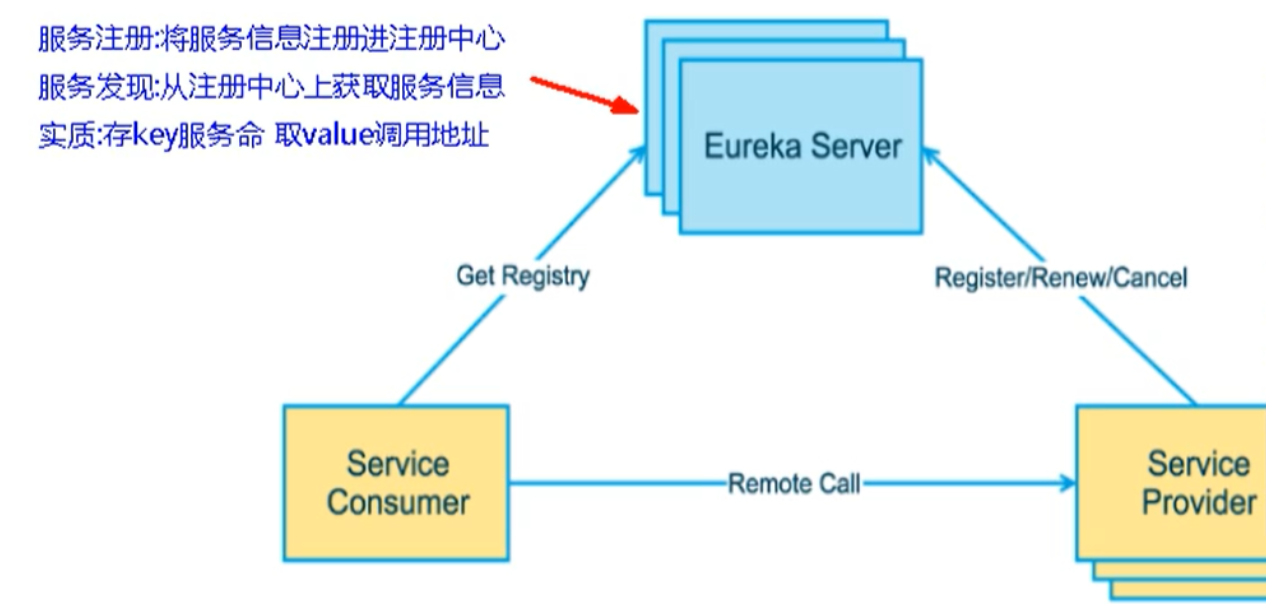 服务注册:将服务信息注册进注册中心
服务发现:从注册中心上获取服务信息
实质:存key服务命 取value调用地址
Eureka Server
Get Registry
Register/Renew/Cancel
Service
Consumer
Remote Call
Service
Provider